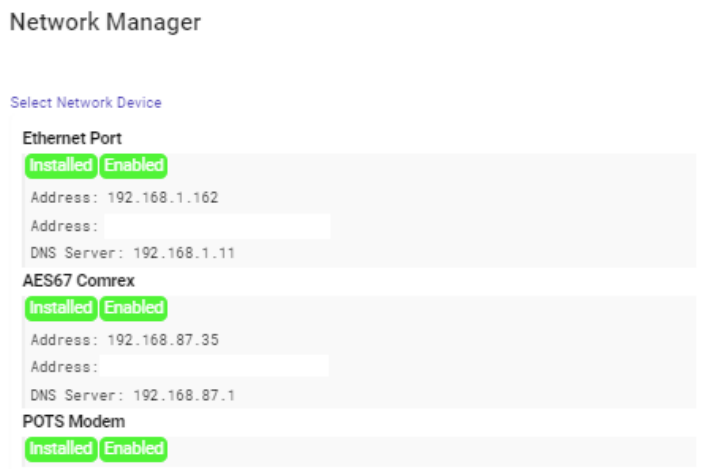 Network Manager
Select Network Device
Ethernet Port
Installed Enabled
Address: 192.168.1.162
Address:
DNS Server: 192.168.1.11
AES67 Comrex
Installed Enabled
Address: 192.168.87.35
Address:
DNS Server: 192.168.87.1
POTS Modem
Installed Enabled